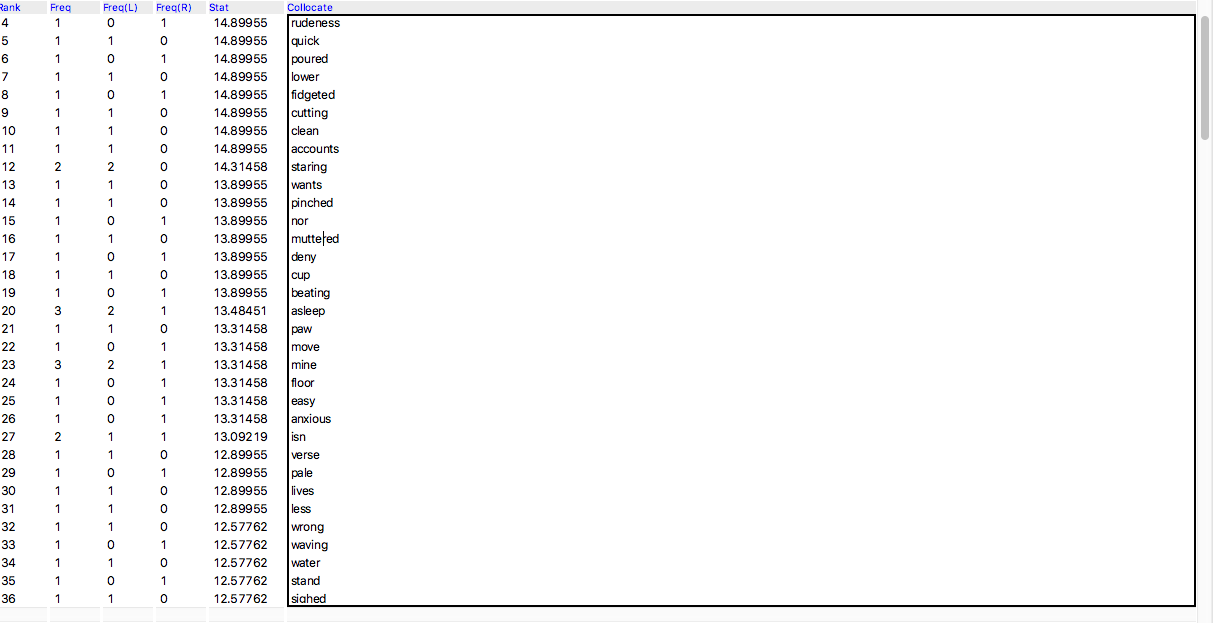 Rank Freq Freq(L) Freq(R) Stat Collocate
4 1 0 1 14.89955 rudeness
5 1 1 0 14.89955 quick
6 1 0 1 14.89955 poured
7 1 1 0 14.89955 lower
8 1 0 1 14.89955 fidgeted
9 1 1 0 14.89955 cutting
10 1 1 0 14.89955 clean
11 1 1 0 14.89955 accounts
12 2 2 0 14.31458 staring
13 1 1 0 13.89955 wants
14 1 1 0 13.89955 pinched
15 1 0 1 13.89955 nor
16 1 1 0 13.89955 muttered
17 1 0 1 13.89955 deny
18 1 1 0 13.89955 cup
19 1 0 1 13.89955 beating
20 3 2 1 13.48451 asleep
21 1 1 0 13.31458 paw
22 1 0 1 13.31458 move
23 3 2 1 13.31458 mine
24 1 0 1 13.31458 floor
25 1 0 1 13.31458 easy
26 1 0 1 13.31458 anxious
27 2 1 1 13.09219 isn
28 1 1 0 12.89955 verse
29 1 0 1 12.89955 pale
30 1 1 0 12.89955 lives
31 1 1 0 12.89955 less
32 1 1 0 12.57762 wrong
33 1 0 1 12.57762 waving
34 1 1 0 12.57762 water
35 1 0 1 12.57762 stand
36 1 1 0 12.57762 sighed